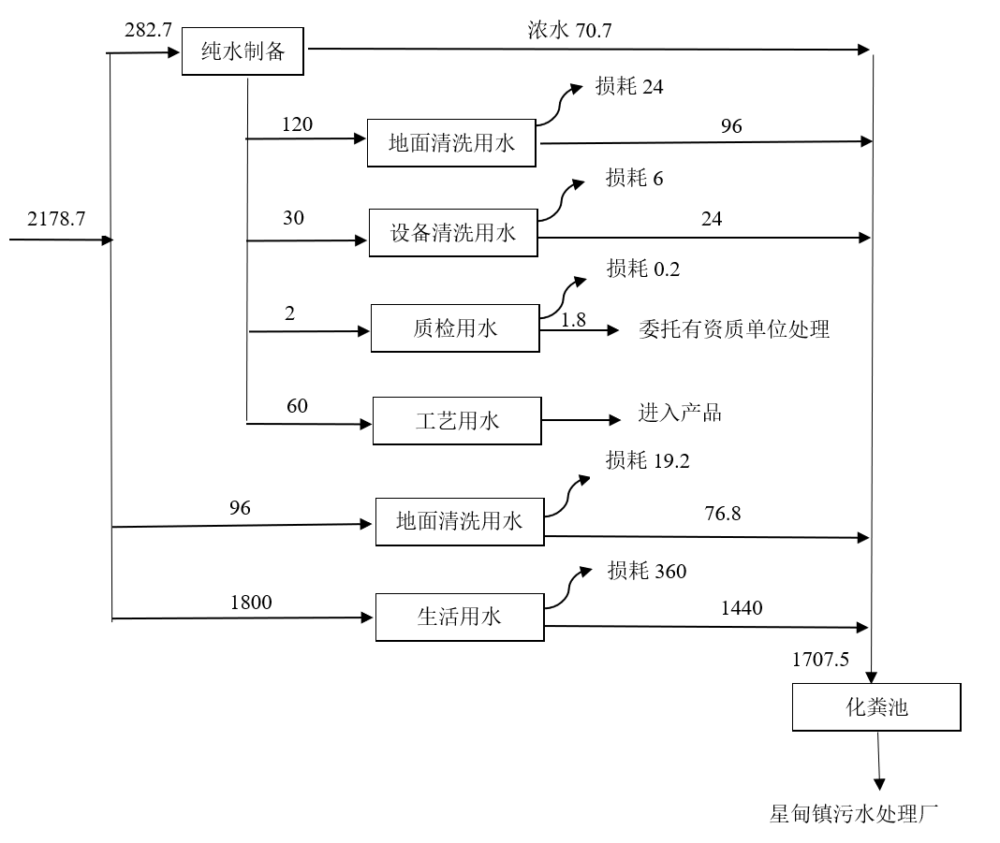 282.7
纯水制备
浓水 70.7
损耗 24
120
地面清洗用水
96
损耗 6
2178.7
30
设备清洗用水
24
损耗 0.2
2
质检用水
1.8
委托有资质单位处理
60
工艺用水
进入产品
损耗 19.2
96
地面清洗用水
76.8
损耗 360
1800
生活用水
1440
1707.5
化粪池
星甸镇污水处理厂